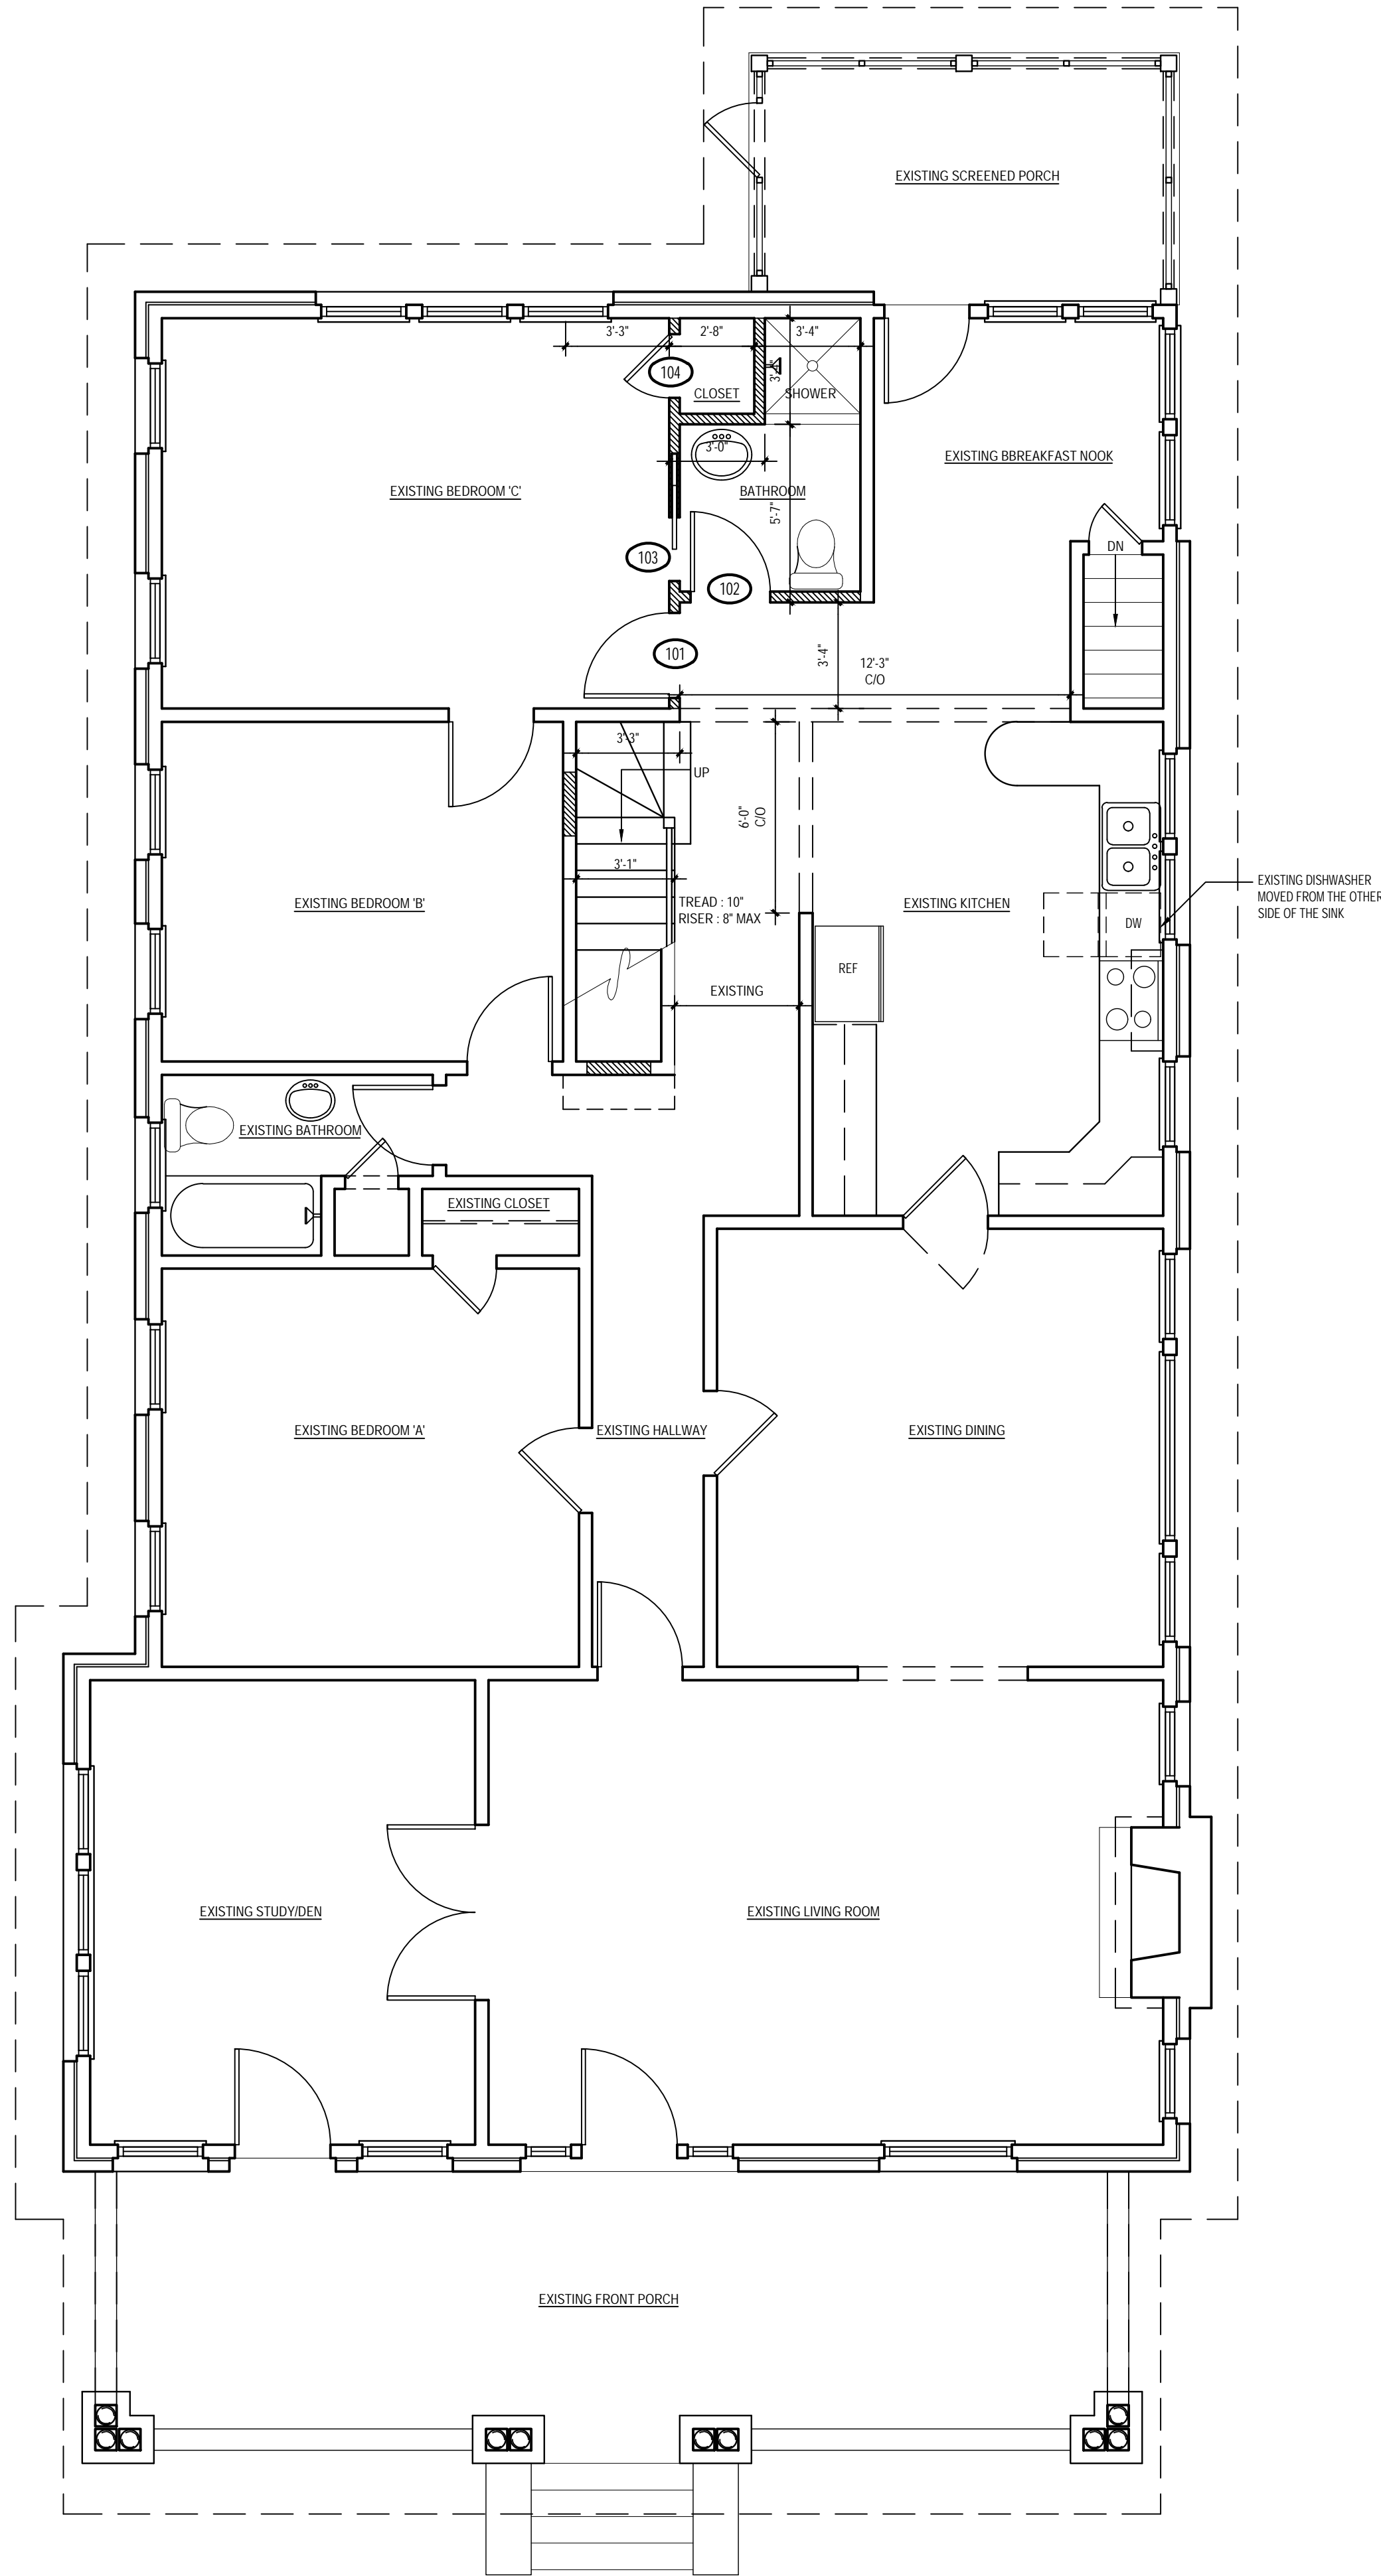 EXISTING SCREENED PORCH
3'-3"
2'-8"
3'-4"
104
CLOSET
3'-4"
SHOWER
3'-0"
EXISTING BBREAKFAST NOOK
EXISTING BEDROOM 'C'
BATHROOM
5'-7"
DN
103
102
101
3'-4"
12'-3"
C/O
3'-3"
UP
6'-0"
C/O
3'-1"
EXISTING DISHWASHER
MOVED FROM THE OTHER
SIDE OF THE SINK
EXISTING BEDROOM 'B'
TREAD : 10"
RISER : 8" MAX
EXISTING KITCHEN
DW
REF
EXISTING
EXISTING BATHROOM
EXISTING CLOSET
EXISTING BEDROOM 'A'
EXISTING HALLWAY
EXISTING DINING
EXISTING STUDY/DEN
EXISTING LIVING ROOM
EXISTING FRONT PORCH